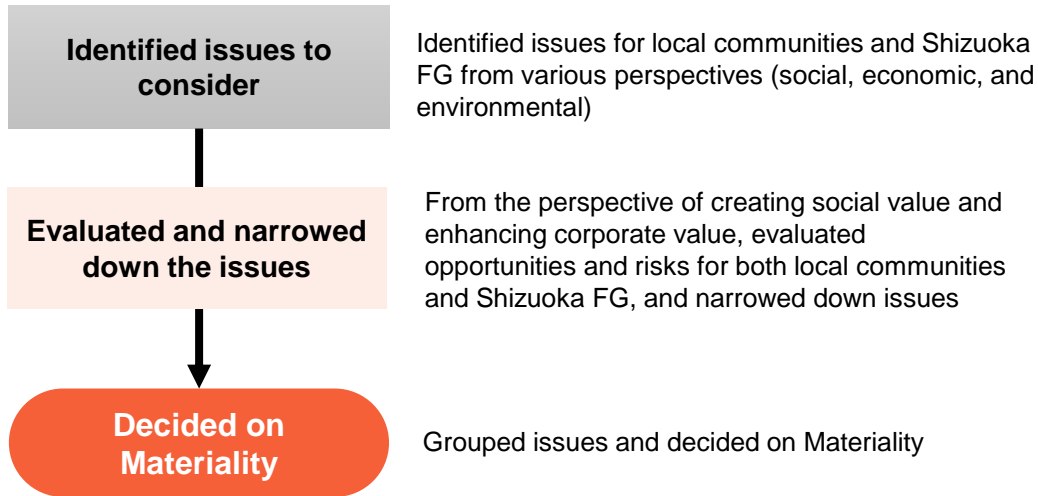 Identified issues to
consider
Identified issues for local communities and Shizuoka
FG from various perspectives (social, economic, and
environmental)
Evaluated and narrowed
down the issues
From the perspective of creating social value and
enhancing corporate value, evaluated
opportunities and risks for both local communities
and Shizuoka FG, and narrowed down issues
Decided on
Materiality
Grouped issues and decided on Materiality